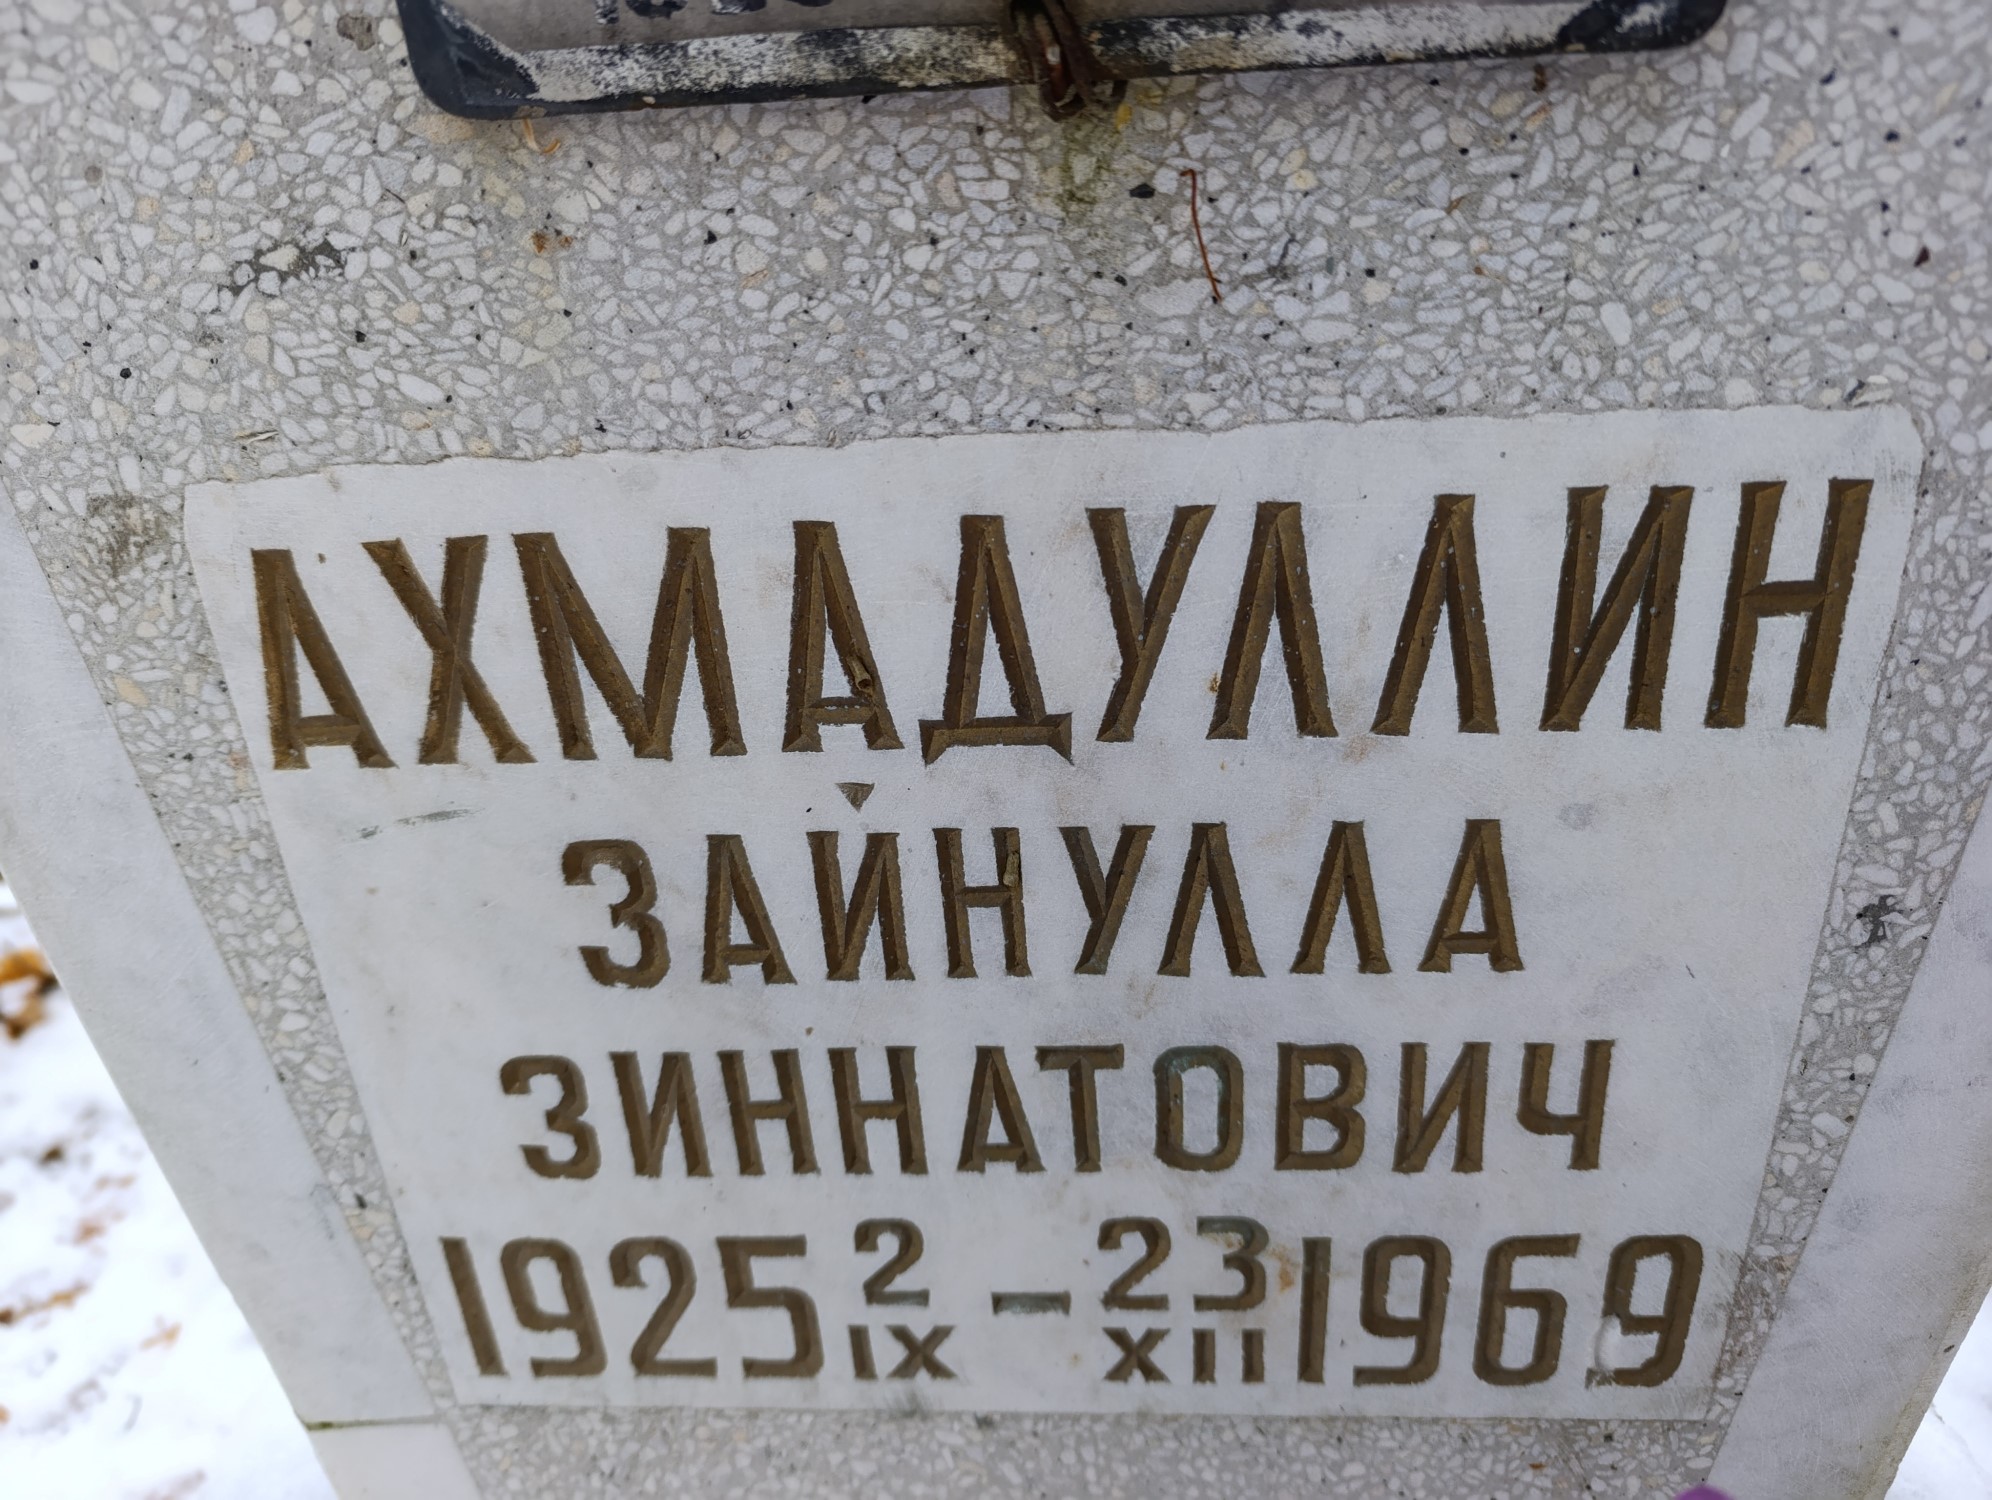 АХМАДУЛЛИН
ЗАЙНУЛЛА
ЗИННАТОВИЧ
1925 2/IX – 23/XII 1969